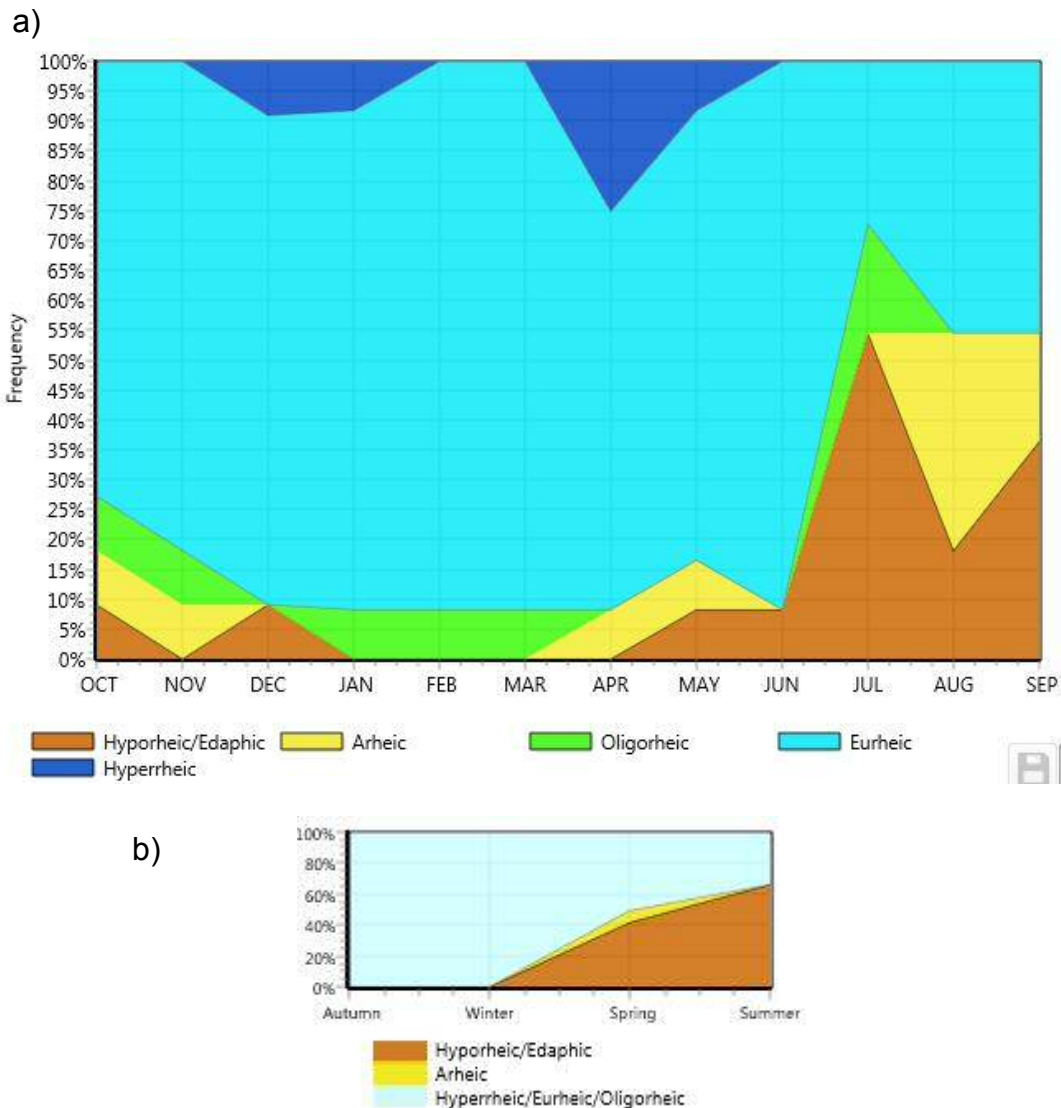 a)
100%
95%
90%
85%
80%
75%
70%
65%
60%
55%
50%
45%
40%
35%
30%
25%
20%
15%
10%
5%
0%
Frequency
OCT NOV DEC JAN FEB MAR APR MAY JUN JUL AUG SEP
Hyporheic/Edaphic Arheic Oligorheic Eurheic
Hyperrheic
b)
100%
80%
60%
40%
20%
0%
Autumn Winter Spring Summer
Hyporheic/Edaphic
Arheic
Hyperrheic/Eurheic/Oligorheic